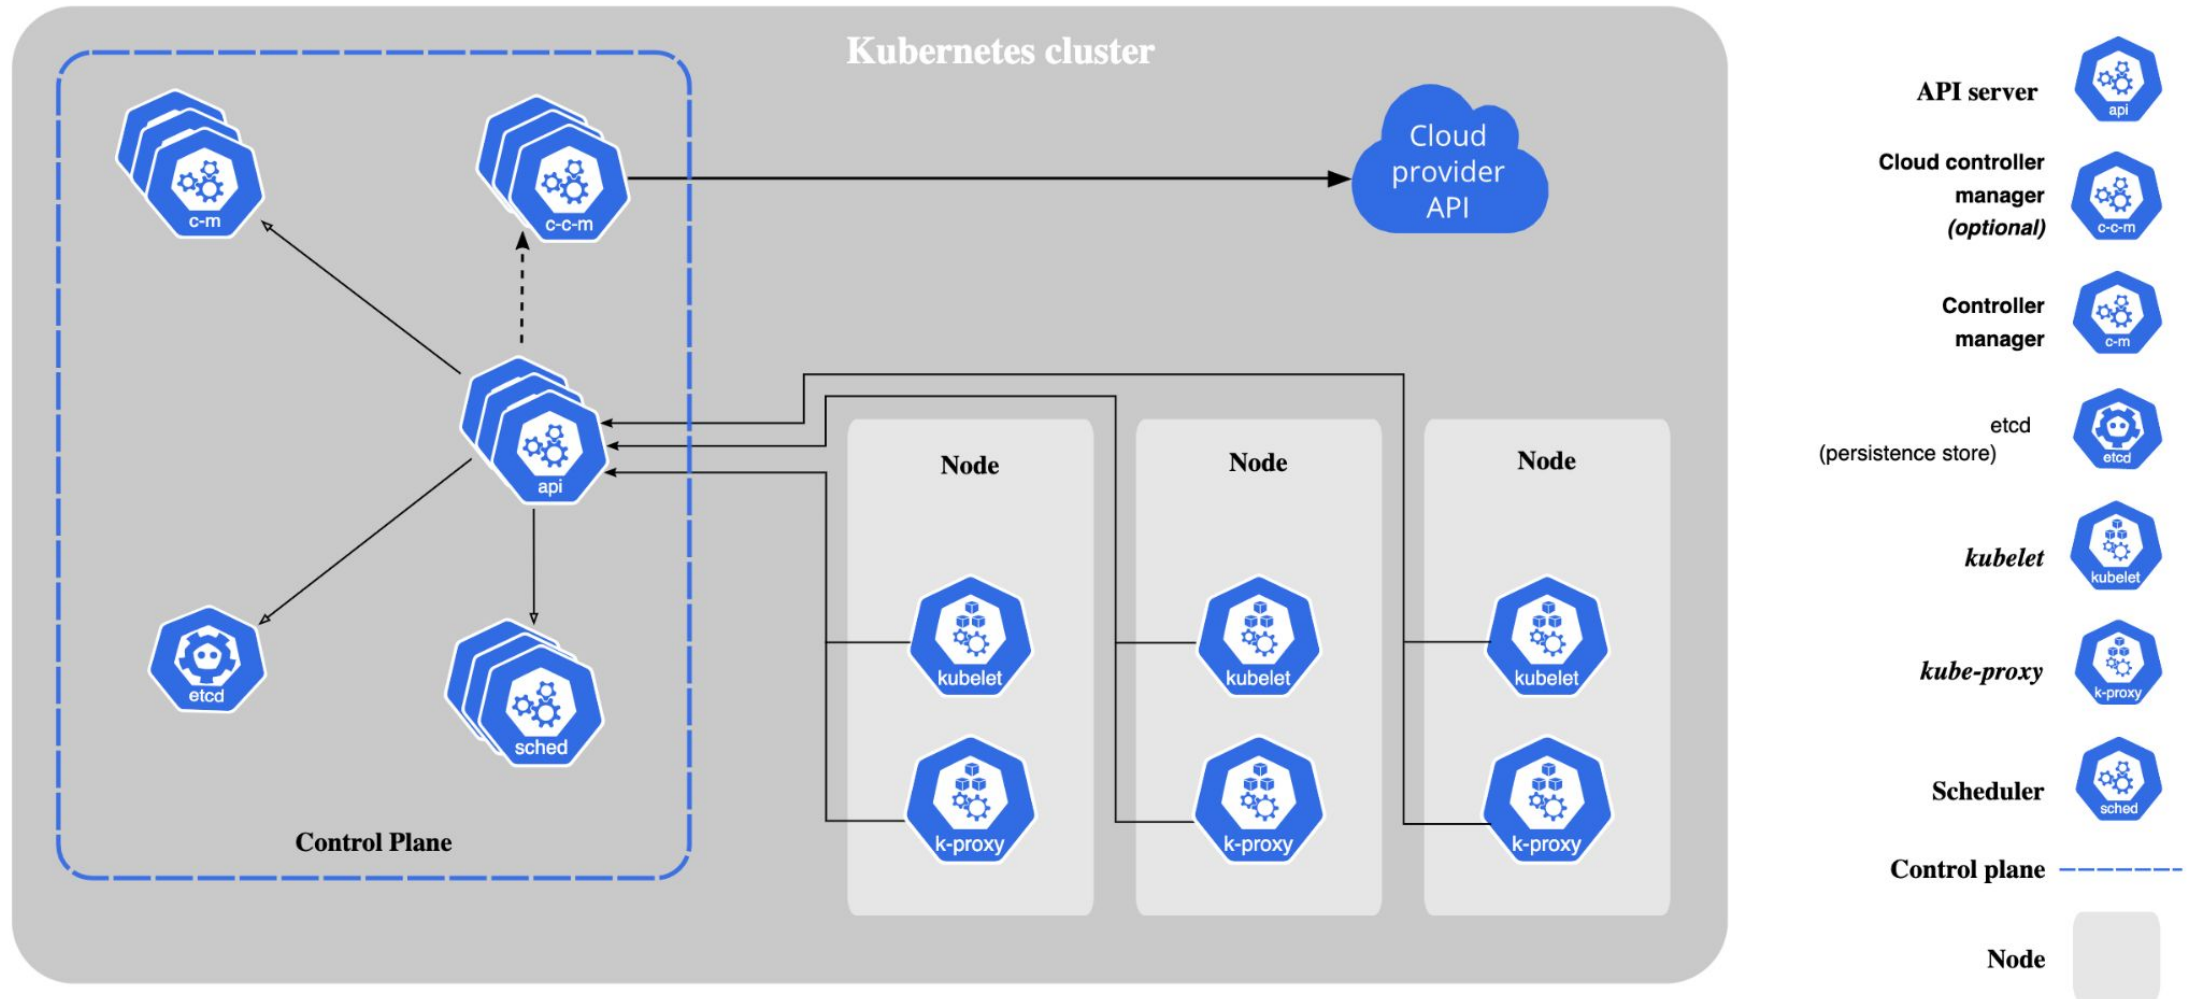 Kubernetes cluster
c-m
c-c-m
Cloud
provider
API
api
etcd
sched
Control Plane
Node
kubelet
k-proxy
Node
kubelet
k-proxy
Node
kubelet
k-proxy
API server
api
Cloud controller
manager
(optional)
c-c-m
Controller
manager
c-m
etcd
(persistence store)
etcd
kubelet
kubelet
kube-proxy
k-proxy
Scheduler
sched
Control plane
Node